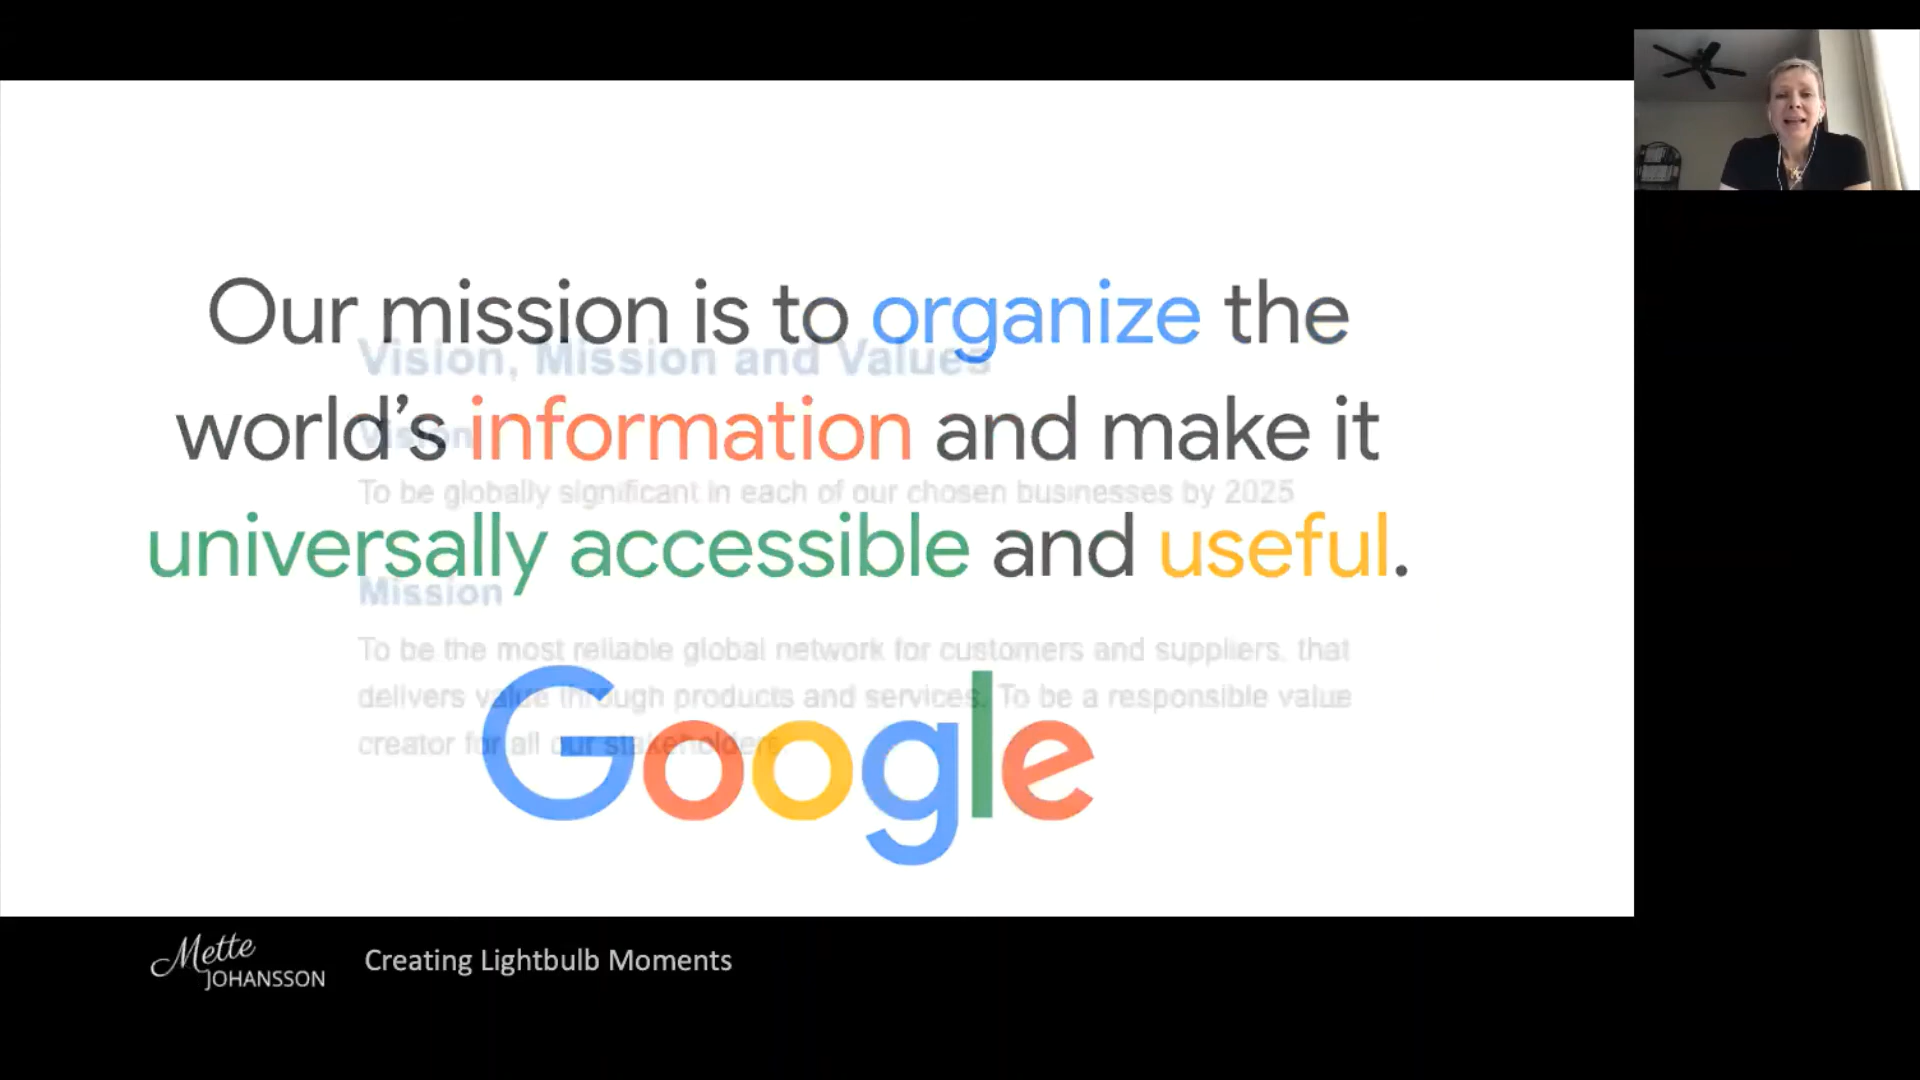 Our mission is to organize the
world’s information and make it
universally accessible and useful.
Google
Vision, Mission and Values
Vision
To be globally significant in each of our chosen businesses by 2025
Mission
To be the most reliable global network for customers and suppliers, that
delivers value through products and services. To be a responsible value
creator for all our stakeholders
Mette
JOHANSSON
Creating Lightbulb Moments